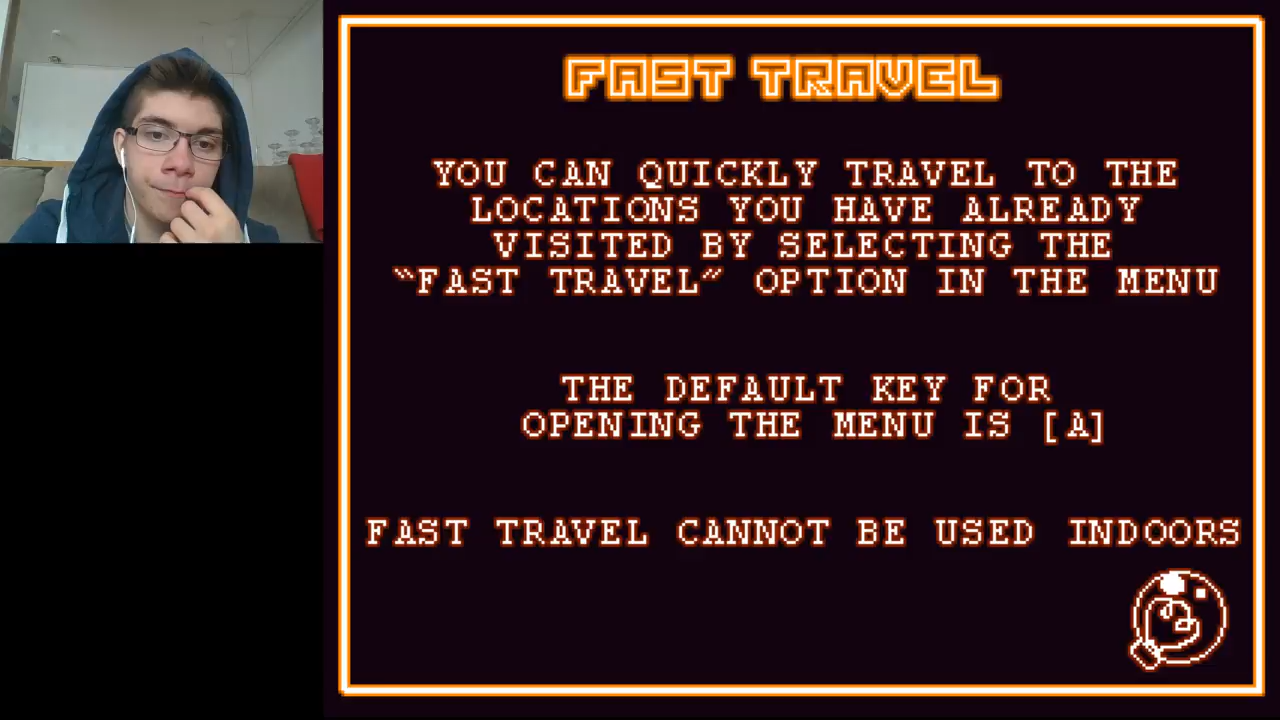 FAST TRAVEL
YOU CAN QUICKLY TRAVEL TO THE
LOCATIONS YOU HAVE ALREADY
VISITED BY SELECTING THE
"FAST TRAVEL" OPTION IN THE MENU
THE DEFAULT KEY FOR
OPENING THE MENU IS [A]
FAST TRAVEL CANNOT BE USED INDOORS